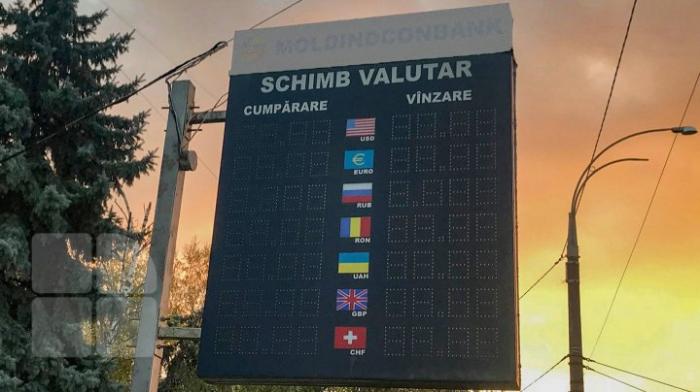 MOLDINDCONBANK
SCHIMB VALUTAR
CUMPĂRARE VÎNZARE
USD
EURO
RUB
RON
UAH
GBP
CHF